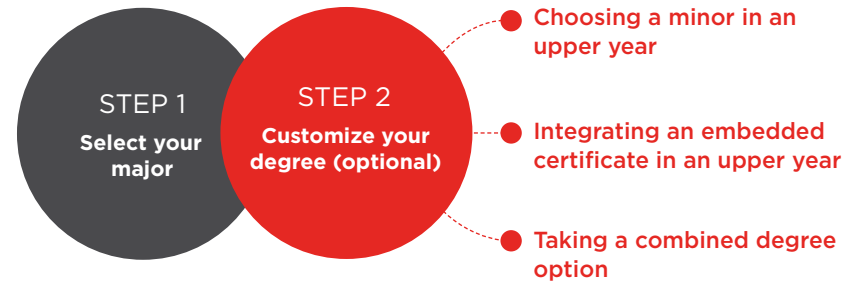 STEP 1
Select your
major
STEP 2
Customize your
degree (optional)
Choosing a minor in an
upper year
Integrating an embedded
certificate in an upper year
Taking a combined degree
option